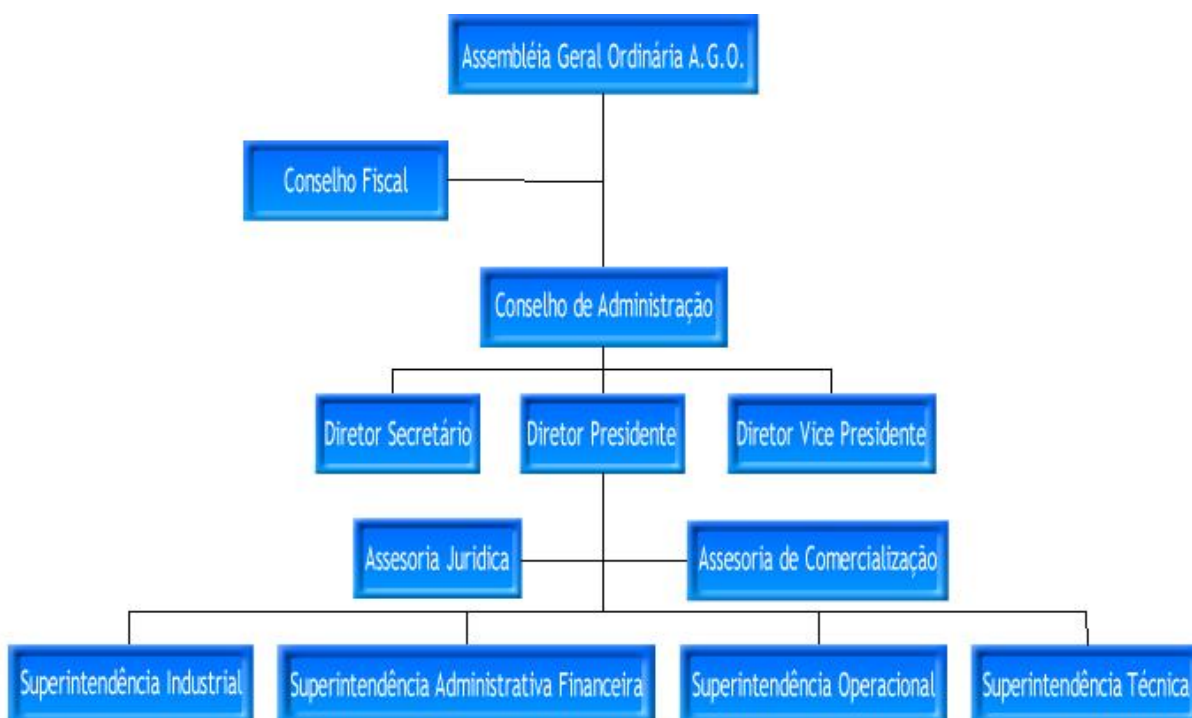 Assembléia Geral Ordinária A.G.O.
Conselho Fiscal
Conselho de Administração
Diretor Secretário
Diretor Presidente
Diretor Vice Presidente
Assesoria Juridica
Assesoria de Comercialização
Superintendência Industrial
Superintendência Administrativa Financeira
Superintendência Operacional
Superintendência Técnica